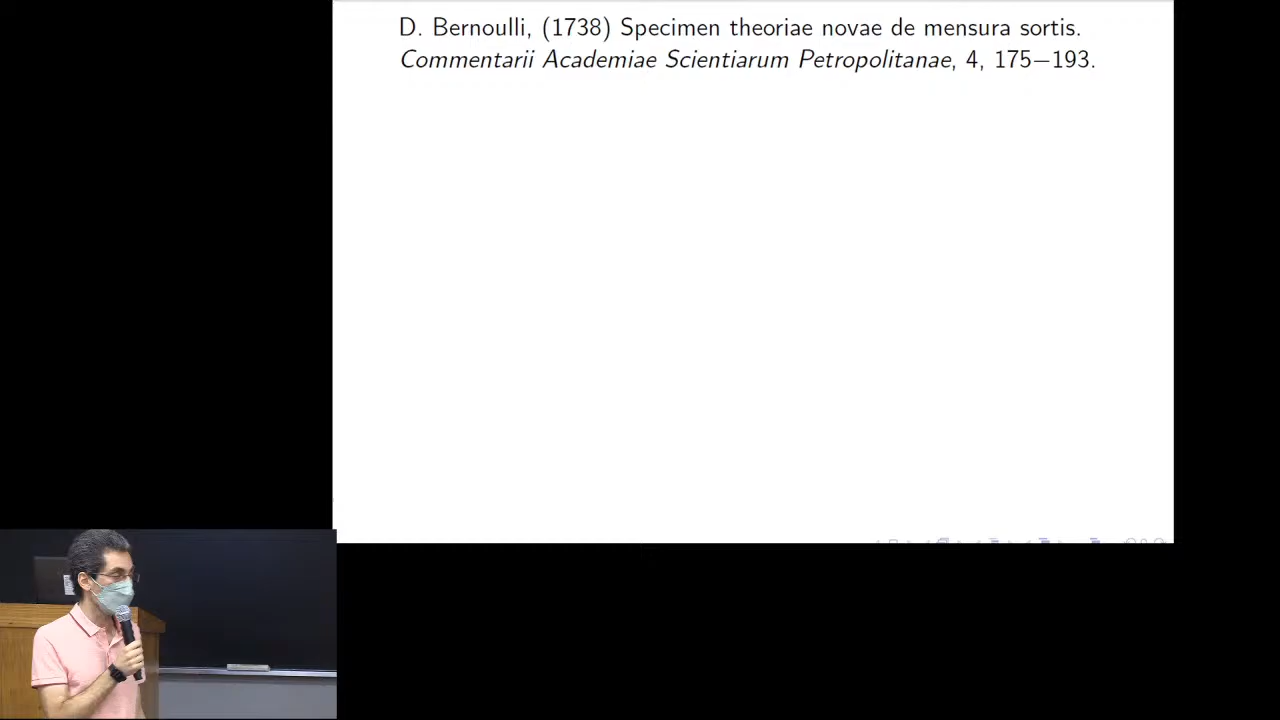 D. Bernoulli, (1738) Specimen theoriae novae de mensura sortis.
Commentarii Academiae Scientiarum Petropolitanae, 4, 175−193.